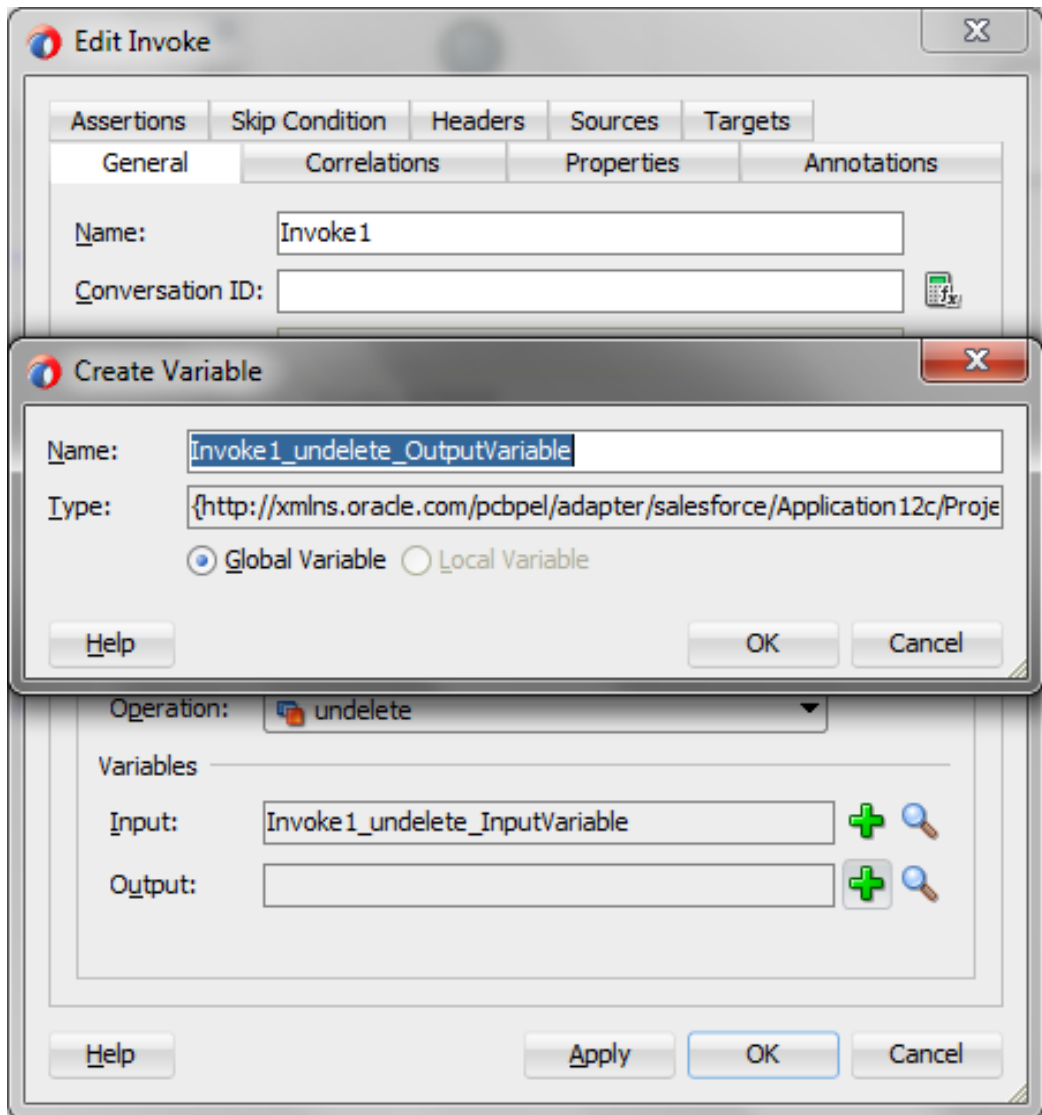 Edit Invoke
Assertions Skip Condition Headers Sources Targets
General Correlations Properties Annotations
Name: Invoke1
Conversation ID:
Create Variable
Name: Invoke1_undelete_OutputVariable
Type: {http://xmlns.oracle.com/pcbpel/adapter/salesforce/Application12c/Proje
Global Variable Local Variable
Help OK Cancel
Operation: undelete
Variables
Input: Invoke1_undelete_InputVariable
Output:
Help Apply OK Cancel